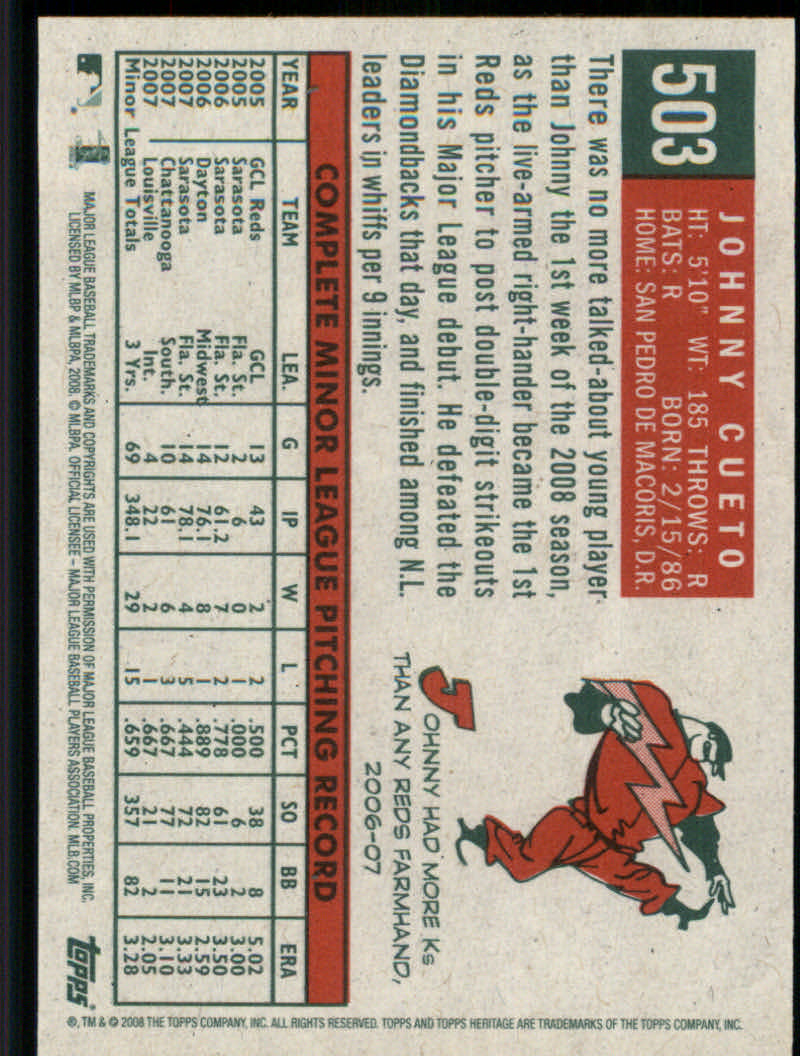 503
JOHNNY CUETO
HT: 5'10" WT: 185 THROWS: R
BATS: R BORN: 2/15/86
HOME: SAN PEDRO DE MACORIS, D.R.
There was no more talked-about young player
than Johnny the 1st week of the 2008 season,
as the live-armed right-hander became the 1st
Reds pitcher to post double-digit strikeouts
in his Major League debut. He defeated the
Diamondbacks that day, and finished among N.L.
leaders in whiffs per 9 innings.
JOHNNY HAD MORE Ks
THAN ANY REDS FARMHAND,
2006-07
COMPLETE MINOR LEAGUE PITCHING RECORD
YEAR TEAM LEA. G IP W L PCT SO BB ERA
2005 GCL Reds GCL 13 43 2 2 .500 38 8 5.02
2005 Sarasota Fla. St. 2 6 0 1 .000 6 2 3.00
2006 Sarasota Fla. St. 12 61.2 7 2 .778 61 23 3.50
2006 Dayton Midwest 14 76.1 8 1 .889 82 15 2.59
2007 Sarasota Fla. St. 14 78.1 4 5 .444 72 21 3.33
2007 Chattanooga South. 10 61 6 3 .667 77 11 3.10
2007 Louisville Int. 4 22 2 1 .667 21 2 2.05
Minor League Totals 3 Yrs. 69 348.1 29 15 .659 357 82 3.28
MAJOR LEAGUE BASEBALL TRADEMARKS AND COPYRIGHTS ARE USED WITH PERMISSION OF MAJOR LEAGUE BASEBALL PROPERTIES, INC.
LICENSED BY MLBP & MLBPA, 2008. © MLBPA. OFFICIAL LICENSEE – MAJOR LEAGUE BASEBALL PLAYERS ASSOCIATION. MLB.COM
topps
®, TM & © 2008 THE TOPPS COMPANY, INC. ALL RIGHTS RESERVED. TOPPS AND TOPPS HERITAGE ARE TRADEMARKS OF THE TOPPS COMPANY, INC.